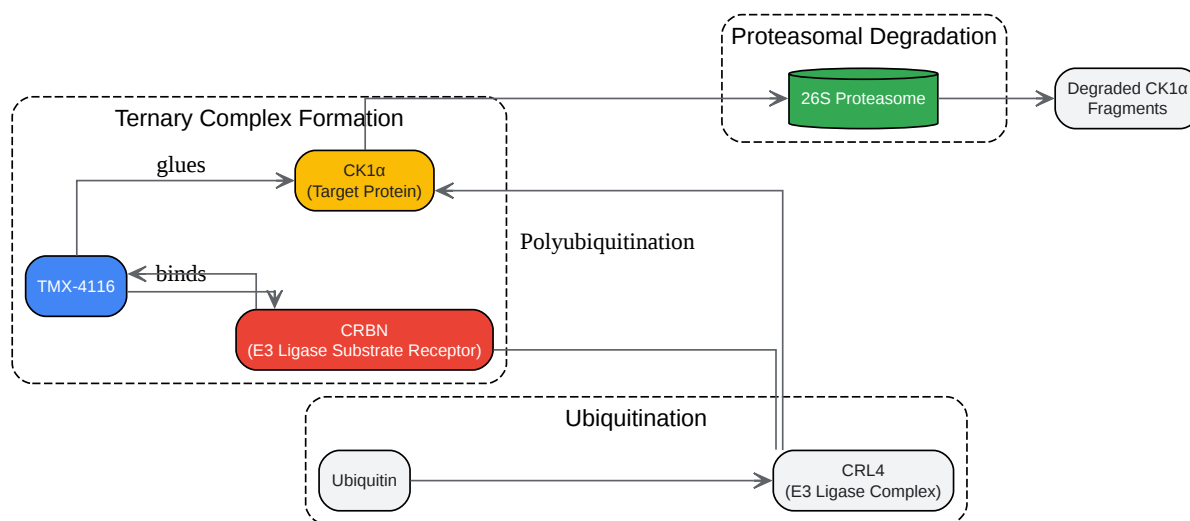 Proteasomal Degradation
26S Proteasome
Degraded CK1α
Fragments
Ternary Complex Formation
glues
CK1α
(Target Protein)
Polyubiquitination
TMX-4116
binds
CRBN
(E3 Ligase Substrate Receptor)
Ubiquitination
Ubiquitin
CRL4
(E3 Ligase Complex)